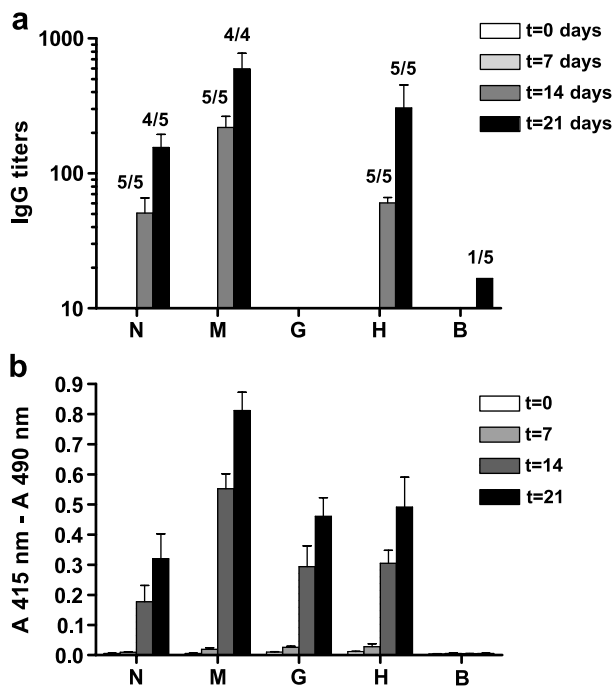 a
1000
100
10
IgG titers
5/5
4/5
5/5
4/4
5/5
5/5
1/5
N M G H B
t=0 days
t=7 days
t=14 days
t=21 days
b
0.9
0.8
0.7
0.6
0.5
0.4
0.3
0.2
0.1
0.0
A 415 nm - A 490 nm
N M G H B
t=0
t=7
t=14
t=21